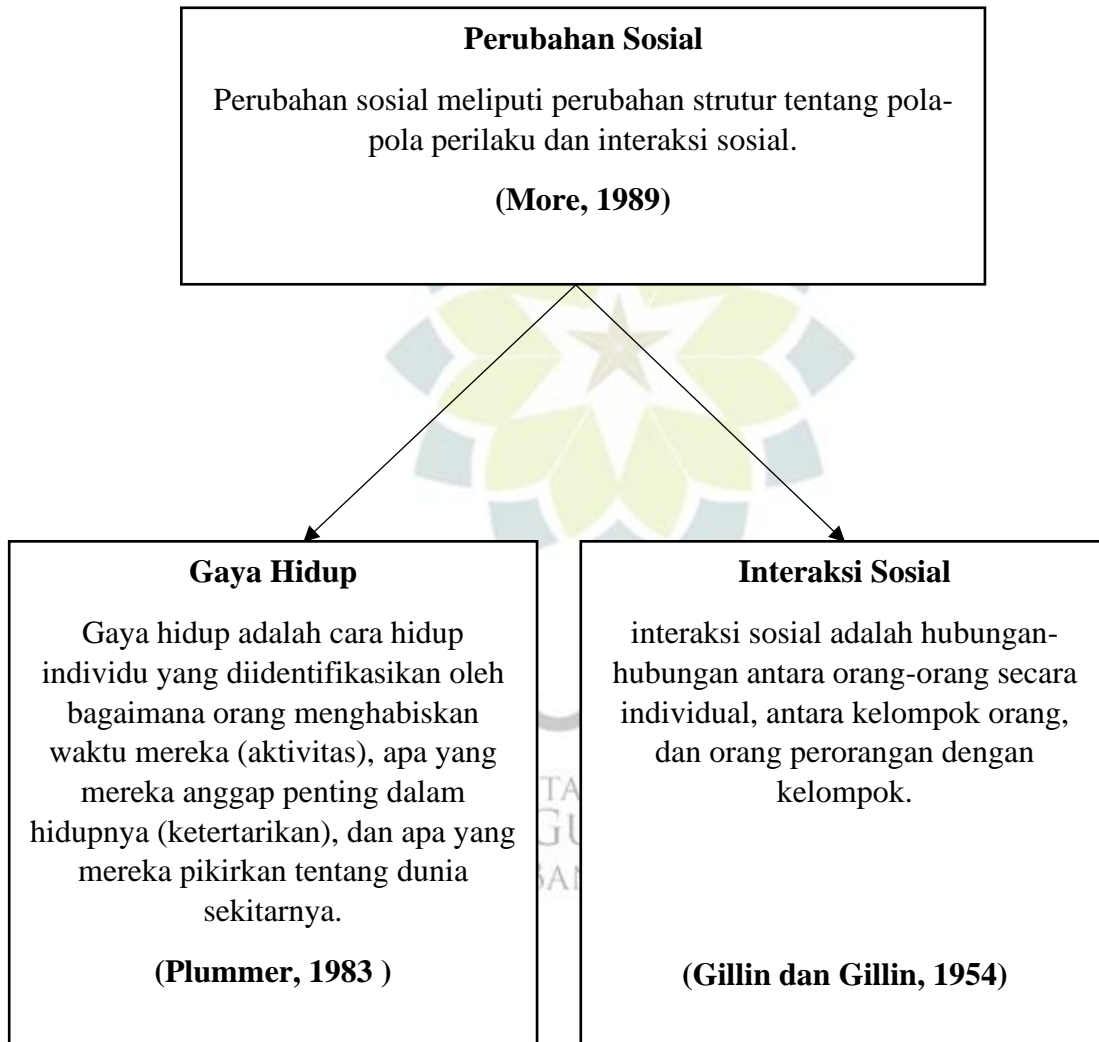 Perubahan Sosial
Perubahan sosial meliputi perubahan strutur tentang pola-
pola perilaku dan interaksi sosial.
(More, 1989)
Gaya Hidup
Gaya hidup adalah cara hidup
individu yang diidentifikasikan oleh
bagaimana orang menghabiskan
waktu mereka (aktivitas), apa yang
mereka anggap penting dalam
hidupnya (ketertarikan), dan apa yang
mereka pikirkan tentang dunia
sekitarnya.
(Plummer, 1983 )
Interaksi Sosial
interaksi sosial adalah hubungan-
hubungan antara orang-orang secara
individual, antara kelompok orang,
dan orang perorangan dengan
kelompok.
(Gillin dan Gillin, 1954)